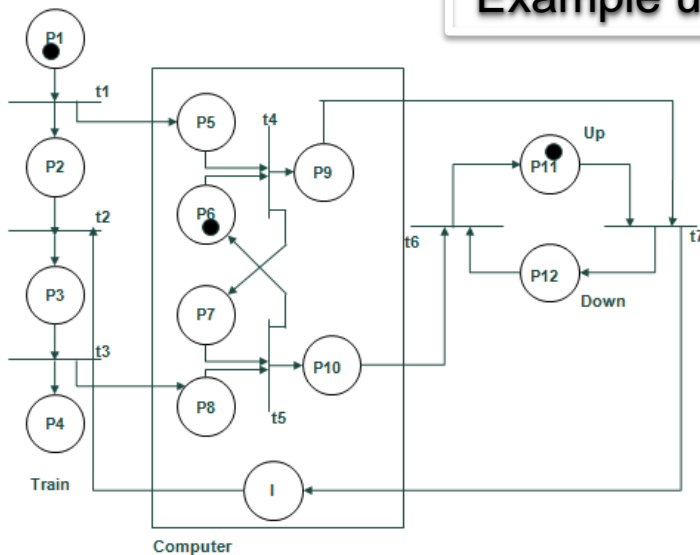 Example u
P1
t1
P5
t4
P2
P9
Up
P11
P6
t2
t6
t7
P12
P3
P7
Down
t3
P10
P8
P4
t5
Train
I
Computer